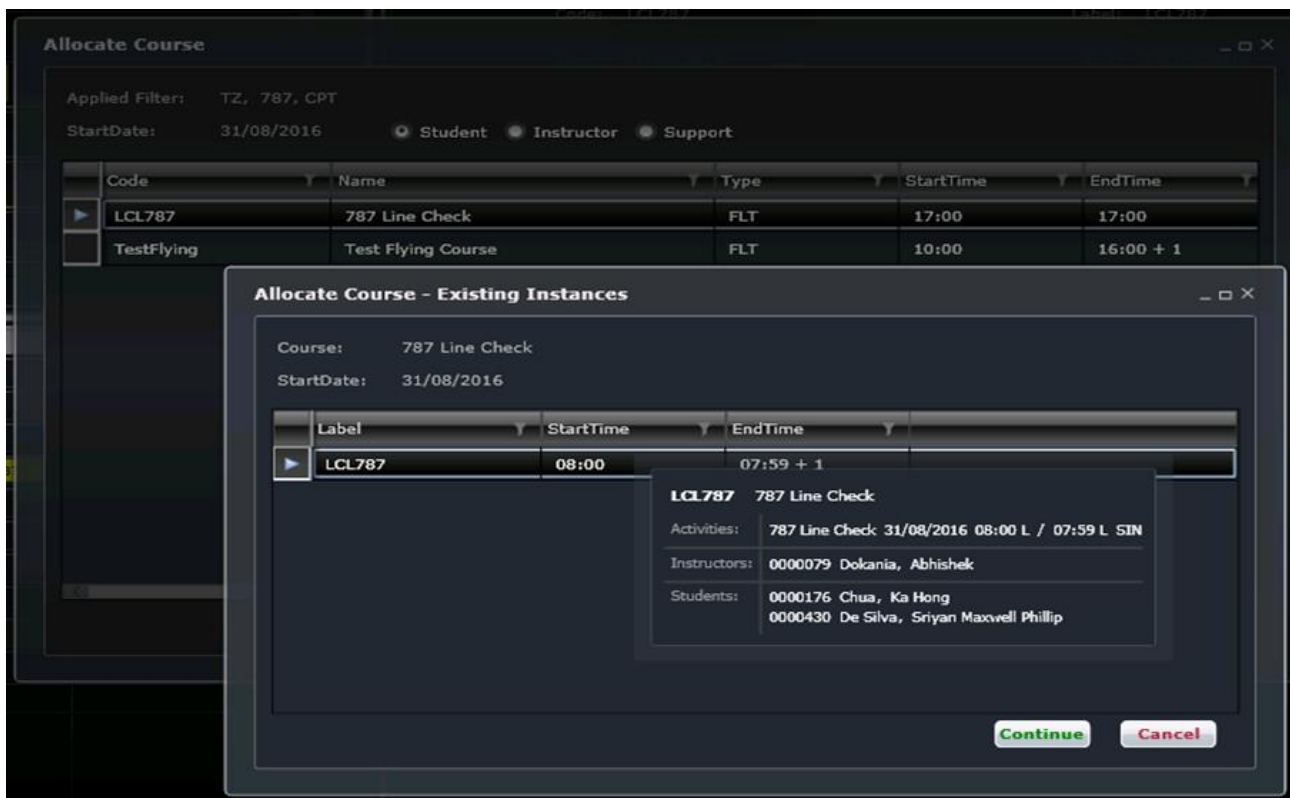 Code: LCL787 Label: LCL787
Allocate Course
Applied Filter: TZ, 787, CPT
StartDate: 31/08/2016 Student Instructor Support
Code Name Type StartTime EndTime
LCL787 787 Line Check FLT 17:00 17:00
TestFlying Test Flying Course FLT 10:00 16:00 + 1
Allocate Course - Existing Instances
Course: 787 Line Check
StartDate: 31/08/2016
Label StartTime EndTime
LCL787 08:00 07:59 + 1
LCL787 787 Line Check
Activities: 787 Line Check 31/08/2016 08:00 L / 07:59 L SIN
Instructors: 0000079 Dokania, Abhishek
Students: 0000176 Chua, Ka Hong
0000430 De Silva, Sriyan Maxwell Phillip
Continue Cancel